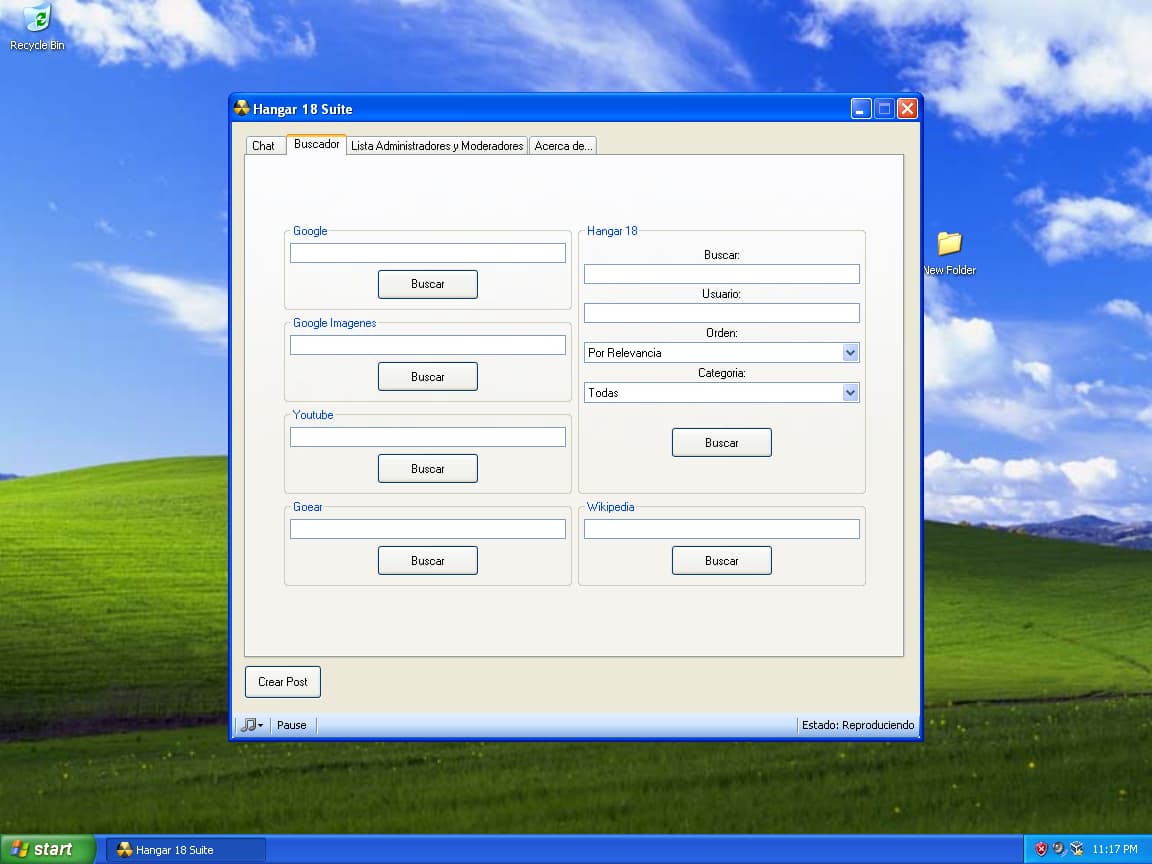 Recycle Bin
Hangar 18 Suite
Chat
Buscador
Lista Administradores y Moderadores
Acerca de...
Google
Buscar
Google Imagenes
Buscar
Youtube
Buscar
Goear
Buscar
Hangar 18
Buscar:
Usuario:
Orden:
Por Relevancia
Categoria:
Todas
Buscar
Wikipedia
Buscar
Crear Post
Pause
Estado: Reproduciendo
New Folder
start
Hangar 18 Suite
11:17 PM